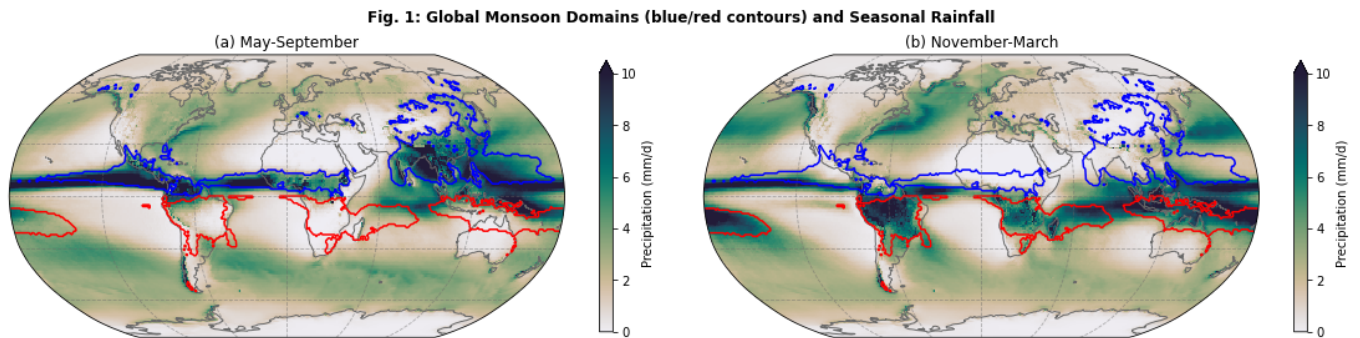 Fig. 1: Global Monsoon Domains (blue/red contours) and Seasonal Rainfall
(a) May-September
10
8
6
4
2
0
Precipitation (mm/d)
(b) November-March
10
8
6
4
2
0
Precipitation (mm/d)